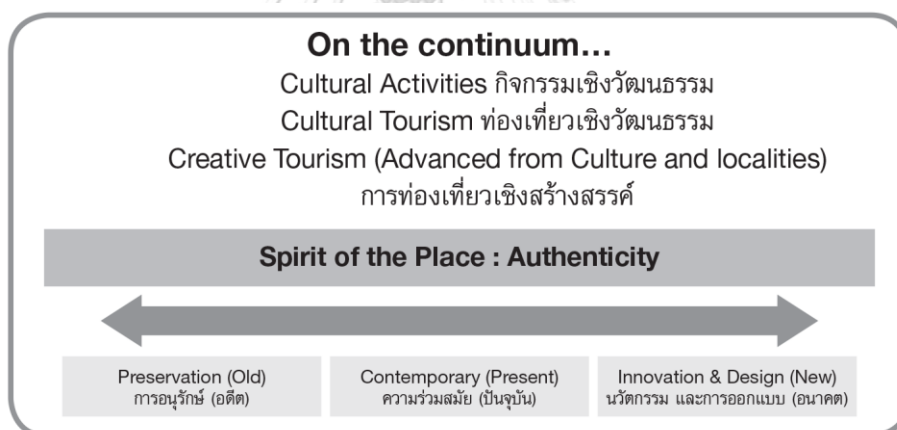 On the continuum...
Cultural Activities กิจกรรมเชิงวัฒนธรรม
Cultural Tourism ท่องเที่ยวเชิงวัฒนธรรม
Creative Tourism (Advanced from Culture and localities)
การท่องเที่ยวเชิงสร้างสรรค์
Spirit of the Place : Authenticity
Preservation (Old)
การอนุรักษ์ (อดีต)
Contemporary (Present)
ความร่วมสมัย (ปัจจุบัน)
Innovation & Design (New)
นวัตกรรม และการออกแบบ (อนาคต)